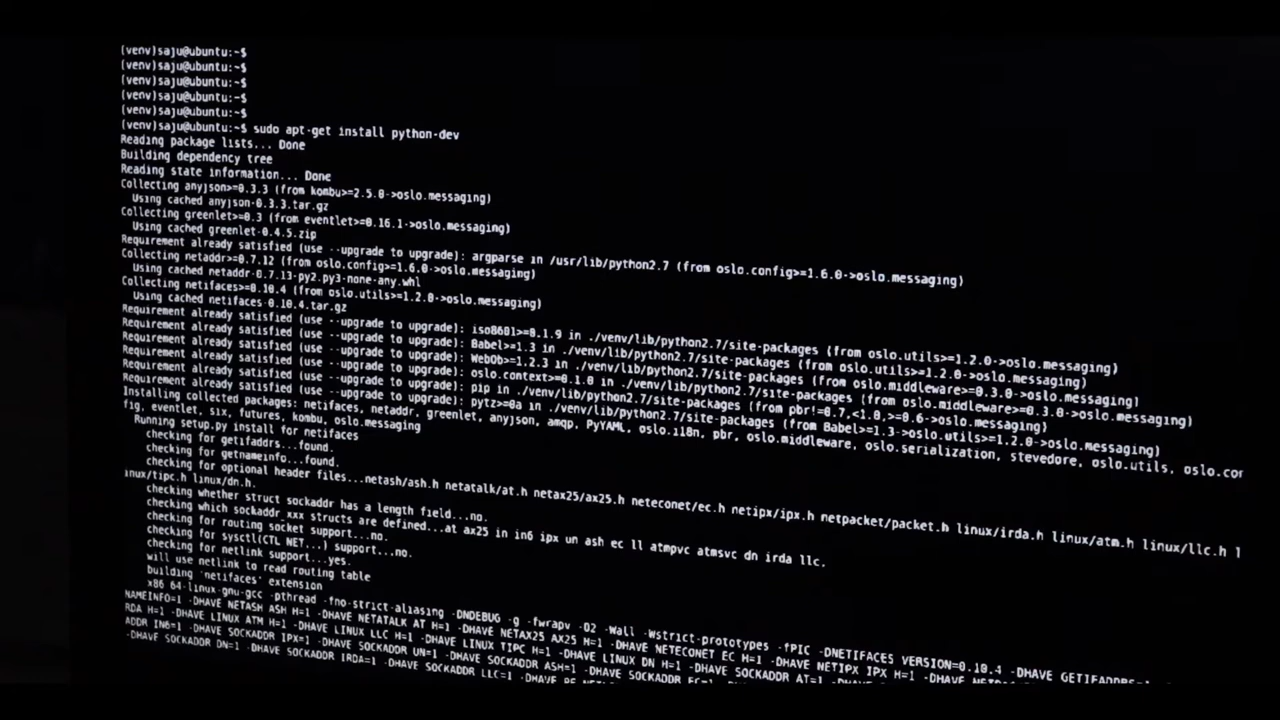 (venv)saju@ubuntu:~$
(venv)saju@ubuntu:~$
(venv)saju@ubuntu:~$
(venv)saju@ubuntu:~$
(venv)saju@ubuntu:~$
(venv)saju@ubuntu:~$ sudo apt-get install python-dev
Reading package lists... Done
Building dependency tree
Reading state information... Done
Collecting anyjson>=0.3.3 (from kombu>=2.5.0->oslo.messaging)
Using cached anyjson-0.3.3.tar.gz
Collecting greenlet>=0.3 (from eventlet>=0.16.1->oslo.messaging)
Using cached greenlet-0.4.5.zip
Requirement already satisfied (use --upgrade to upgrade): argparse in /usr/lib/python2.7 (from oslo.config>=1.6.0->oslo.messaging)
Collecting netaddr>=0.7.12 (from oslo.config>=1.6.0->oslo.messaging)
Using cached netaddr-0.7.13-py2.py3-none-any.whl
Collecting netifaces>=0.10.4 (from oslo.utils>=1.2.0->oslo.messaging)
Using cached netifaces-0.10.4.tar.gz
Requirement already satisfied (use --upgrade to upgrade): iso8601>=0.1.9 in ./venv/lib/python2.7/site-packages (from oslo.utils>=1.2.0->oslo.messaging)
Requirement already satisfied (use --upgrade to upgrade): Babel>=1.3 in ./venv/lib/python2.7/site-packages (from oslo.utils>=1.2.0->oslo.messaging)
Requirement already satisfied (use --upgrade to upgrade): WebOb>=1.2.3 in ./venv/lib/python2.7/site-packages (from oslo.middleware>=0.3.0->oslo.messaging)
Requirement already satisfied (use --upgrade to upgrade): oslo.context>=0.1.0 in ./venv/lib/python2.7/site-packages (from oslo.middleware>=0.3.0->oslo.messaging)
Requirement already satisfied (use --upgrade to upgrade): pip in ./venv/lib/python2.7/site-packages (from pbr!=0.7,<1.0,>=0.6->oslo.messaging)
Requirement already satisfied (use --upgrade to upgrade): pytz>=0a in ./venv/lib/python2.7/site-packages (from Babel>=1.3->oslo.utils>=1.2.0->oslo.messaging)
Installing collected packages: netifaces, netaddr, greenlet, anyjson, amqp, PyYAML, oslo.i18n, pbr, oslo.middleware, oslo.serialization, stevedore, oslo.utils, oslo.con
fig, eventlet, six, futures, kombu, oslo.messaging
Running setup.py install for netifaces
checking for getifaddrs...found.
checking for getnameinfo...found.
checking for optional header files...netash/ash.h netatalk/at.h netax25/ax25.h neteconet/ec.h netipx/ipx.h netpacket/packet.h linux/irda.h linux/atm.h linux/llc.h l
inux/tipc.h linux/dn.h.
checking whether struct sockaddr has a length field...no.
checking which sockaddr_xxx structs are defined...at ax25 in in6 ipx un ash ec ll atmpvc atmsvc dn irda llc.
checking for routing socket support...no.
checking for sysctl(CTL_NET...) support...no.
checking for netlink support...yes.
will use netlink to read routing table
building 'netifaces' extension
x86_64-linux-gnu-gcc -pthread -fno-strict-aliasing -DNDEBUG -g -fwrapv -O2 -Wall -Wstrict-prototypes -fPIC -DNETIFACES_VERSION=0.10.4 -DHAVE_GETIFADDRS=1
NAMEINFO=1 -DHAVE_NETASH_ASH_H=1 -DHAVE_NETATALK_AT_H=1 -DHAVE_NETAX25_AX25_H=1 -DHAVE_NETECONET_EC_H=1 -DHAVE_NETIPX_IPX_H=1
RDA_H=1 -DHAVE_LINUX_ATM_H=1 -DHAVE_LINUX_LLC_H=1 -DHAVE_LINUX_TIPC_H=1 -DHAVE_LINUX_DN_H=1 -DHAVE_SOCKADDR_AT=1
ADDR_IN6=1 -DHAVE_SOCKADDR_IPX=1 -DHAVE_SOCKADDR_UN=1 -DHAVE_SOCKADDR_ASH=1 -DHAVE_SOCKADDR_EC=1
-DHAVE_SOCKADDR_DN=1 -DHAVE_SOCKADDR_IRDA=1 -DHAVE_SOCKADDR_LLC=1